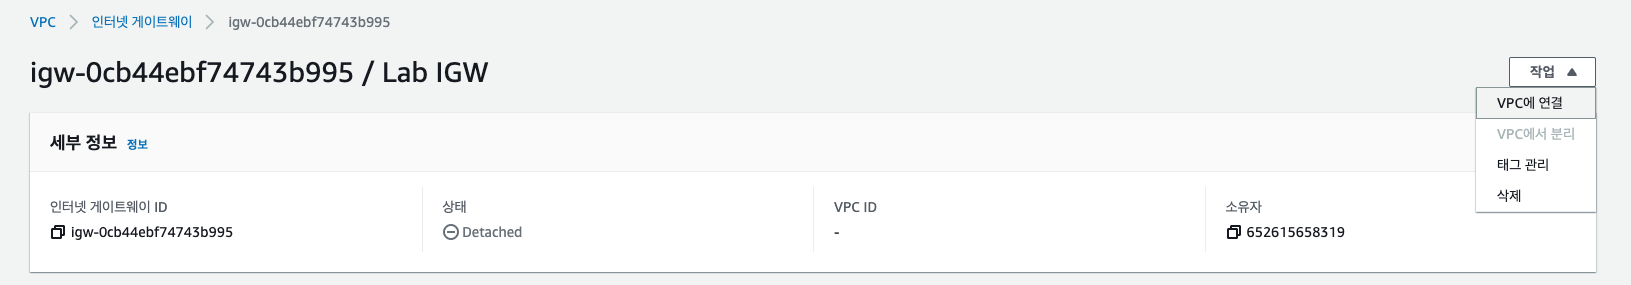 VPC > 인터넷 게이트웨이 > igw-0cb44ebf74743b995
igw-0cb44ebf74743b995 / Lab IGW
작업
VPC에 연결
VPC에서 분리
태그 관리
삭제
세부 정보 정보
인터넷 게이트웨이 ID
igw-0cb44ebf74743b995
상태
Detached
VPC ID
-
소유자
652615658319